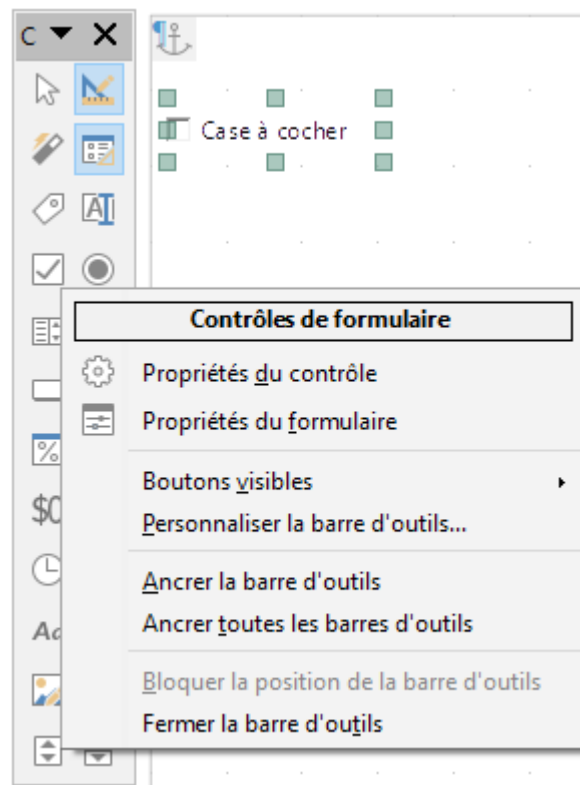 C
Case à cocher
Contrôles de formulaire
Propriétés du contrôle
Propriétés du formulaire
Boutons visibles
Personnaliser la barre d'outils...
Ancrer la barre d'outils
Ancrer toutes les barres d'outils
Bloquer la position de la barre d'outils
Fermer la barre d'outils